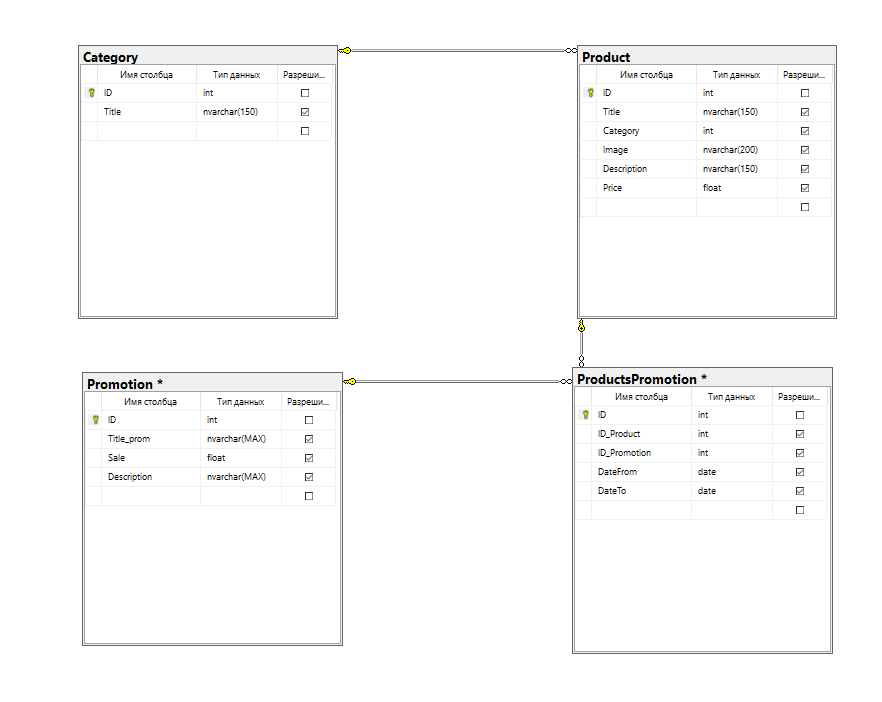 Category
Имя столбца Тип данных Разреши...
ID int
Title nvarchar(150)
Product
Имя столбца Тип данных Разреши...
ID int
Title nvarchar(150)
Category int
Image nvarchar(200)
Description nvarchar(150)
Price float
Promotion *
Имя столбца Тип данных Разреши...
ID int
Title_prom nvarchar(MAX)
Sale float
Description nvarchar(MAX)
ProductsPromotion *
Имя столбца Тип данных Разреши...
ID int
ID_Product int
ID_Promotion int
DateFrom date
DateTo date